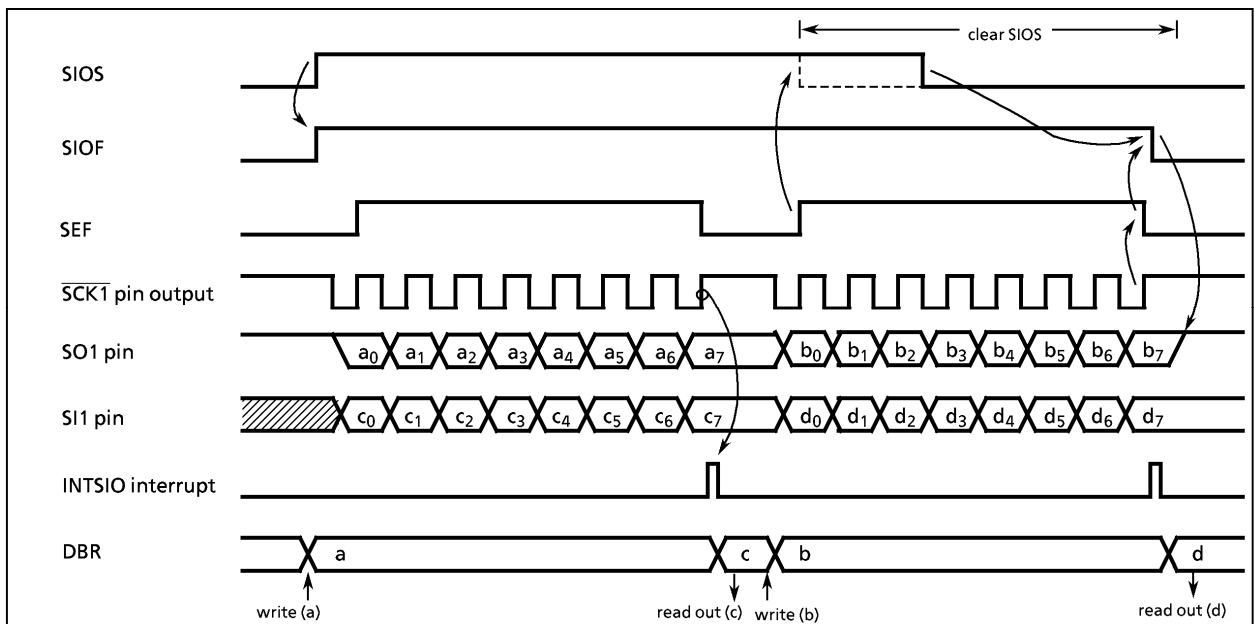 clear SIOS
SIOS
SIOF
SEF
SCK1 pin output
SO1 pin a0 a1 a2 a3 a4 a5 a6 a7 b0 b1 b2 b3 b4 b5 b6 b7
SI1 pin c0 c1 c2 c3 c4 c5 c6 c7 d0 d1 d2 d3 d4 d5 d6 d7
INTSIO interrupt
DBR a c b d
write (a) read out (c) write (b) read out (d)